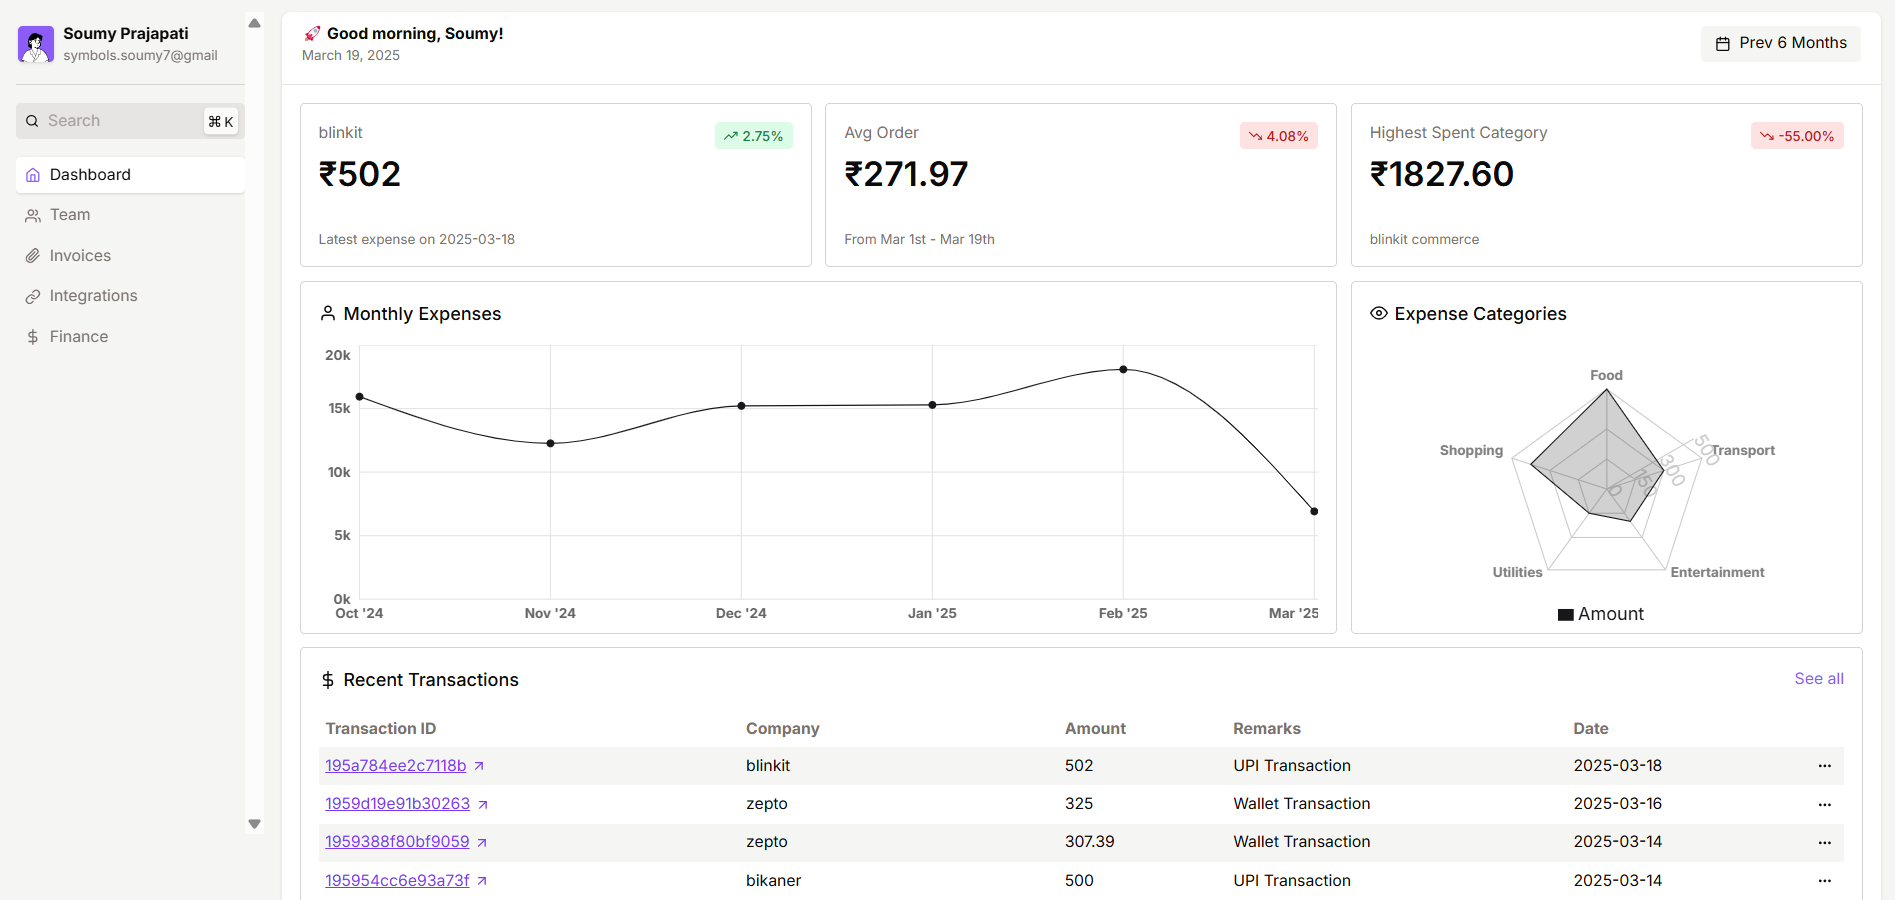 Soumy Prajapati
symbols.soumy7@gmail
Search
⌘ K
Dashboard
Team
Invoices
Integrations
Finance
🚀 Good morning, Soumy!
March 19, 2025
Prev 6 Months
blinkit
2.75%
₹502
Latest expense on 2025-03-18
Avg Order
4.08%
₹271.97
From Mar 1st - Mar 19th
Highest Spent Category
-55.00%
₹1827.60
blinkit commerce
Monthly Expenses
20k
15k
10k
5k
0k
Oct '24
Nov '24
Dec '24
Jan '25
Feb '25
Mar '25
Expense Categories
Food
Transport
Entertainment
Utilities
Shopping
0
150
300
500
Amount
Recent Transactions
See all
Transaction ID Company Amount Remarks Date
195a784ee2c7118b blinkit 502 UPI Transaction 2025-03-18
1959d19e91b30263 zepto 325 Wallet Transaction 2025-03-16
1959388f80bf9059 zepto 307.39 Wallet Transaction 2025-03-14
195954cc6e93a73f bikaner 500 UPI Transaction 2025-03-14